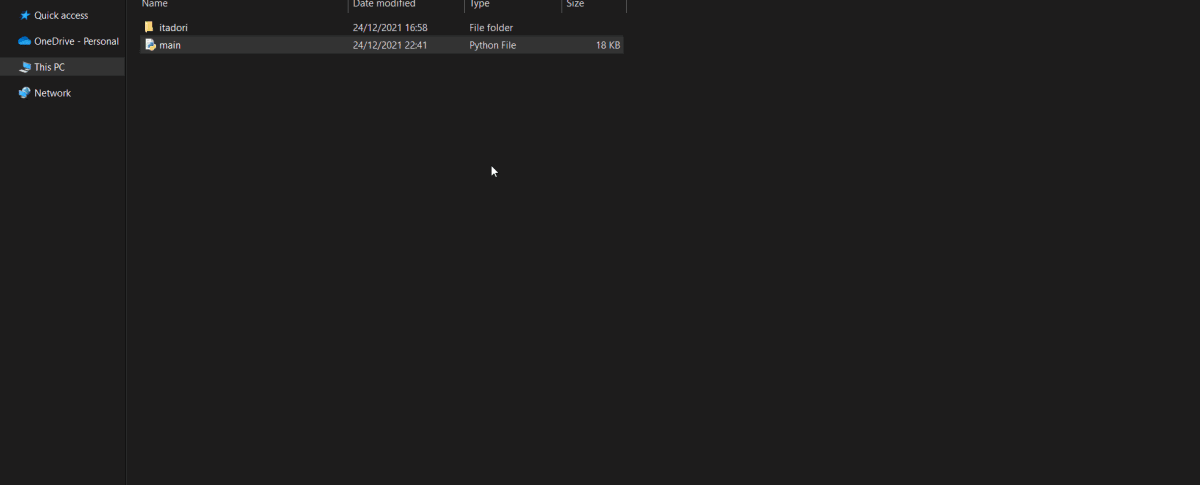 Name Date modified Type Size
Quick access
itadori 24/12/2021 16:58 File folder
OneDrive - Personal
main 24/12/2021 22:41 Python File 18 KB
This PC
Network